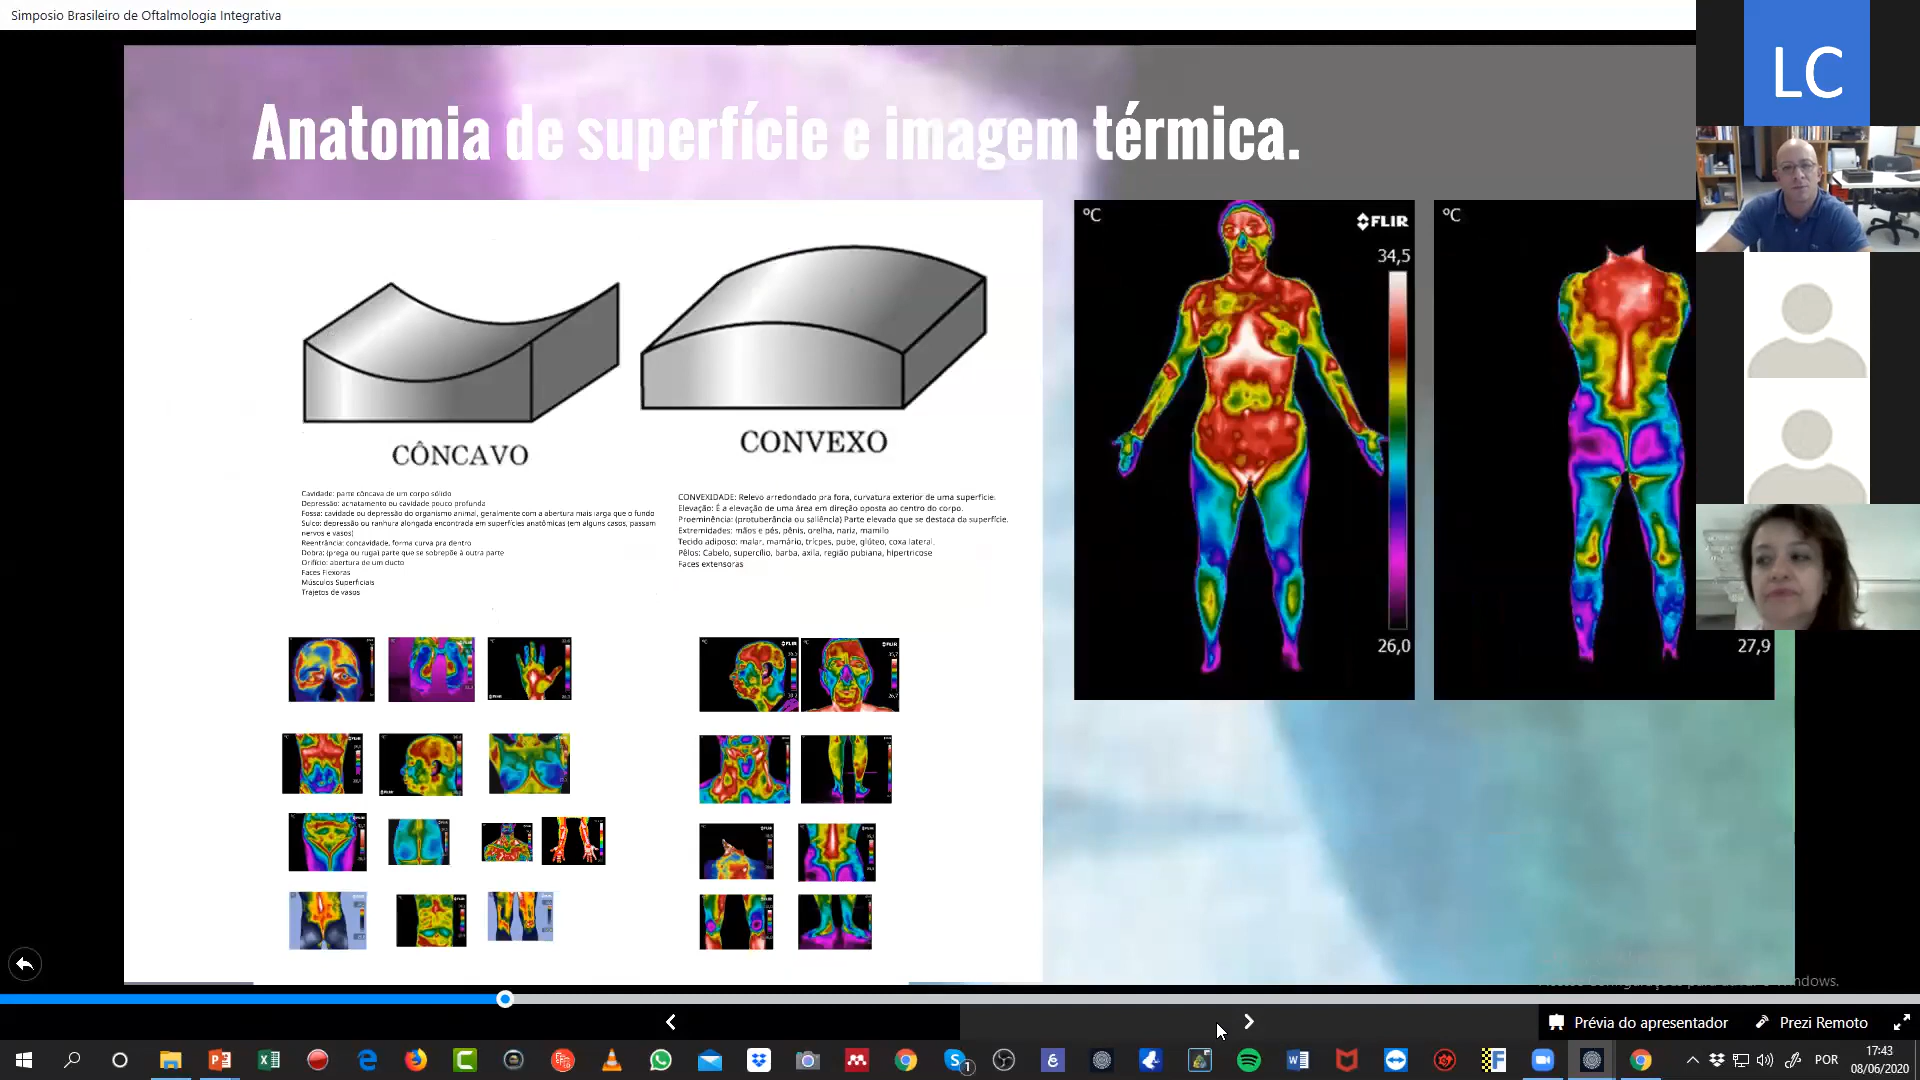 Simposio Brasileiro de Oftalmologia Integrativa
LC
Anatomia de superfície e imagem térmica.
CÔNCAVO
CONVEXO
Cavidade: parte côncava de um corpo sólido
Depressão: achatamento ou cavidade pouco profunda
Fossa: cavidade ou depressão do organismo animal, geralmente com a abertura mais larga que o fundo
Sulco: depressão ou ranhura alongada encontrada em superfícies anatômicas (em alguns casos, passam
nervos e vasos)
Reentrância: concavidade, forma curva pra dentro
Dobra: (prega ou ruga) parte que se sobrepõe à outra parte
Orifício: abertura de um ducto
Faces Flexoras
Músculos Superficiais
Trajetos de vasos
CONVEXIDADE: Relevo arredondado pra fora, curvatura exterior de uma superfície.
Elevação: É a elevação de uma área em direção oposta ao centro do corpo.
Proeminência: (protuberância ou saliência) Parte elevada que se destaca da superfície.
Extremidades: mãos e pés, pênis, orelha, nariz, mamilo
Tecido adiposo: malar, mamário, trícpes, pube, glúteo, coxa lateral.
Pêlos: Cabelo, supercílio, barba, axila, região pubiana, hipertricose
Faces extensoras
°C
FLIR
34,5
26,0
°C
27,9
Prévia do apresentador
Prezi Remoto
POR
17:43
08/06/2020